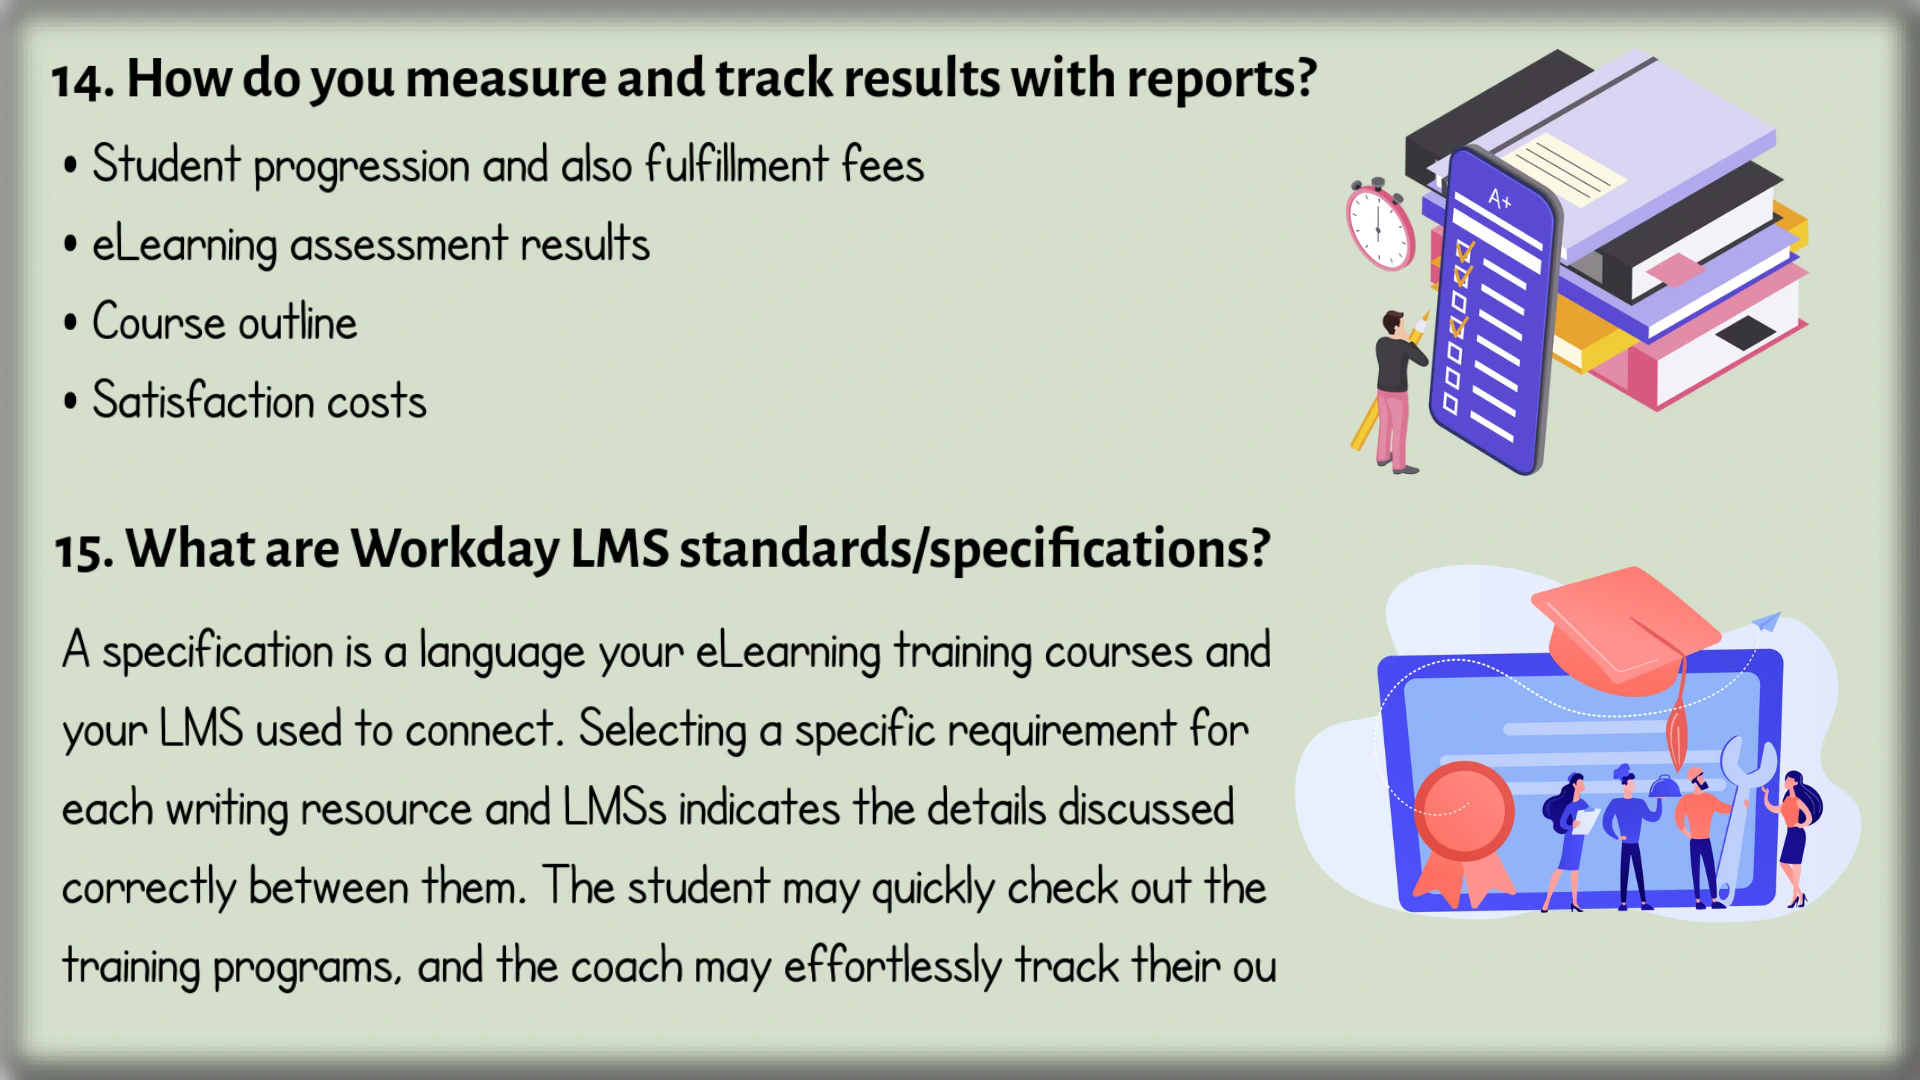 14. How do you measure and track results with reports?
• Student progression and also fulfillment fees
• eLearning assessment results
• Course outline
• Satisfaction costs
A+
15. What are Workday LMS standards/specifications?
A specification is a language your eLearning training courses and
your LMS used to connect. Selecting a specific requirement for
each writing resource and LMSs indicates the details discussed
correctly between them. The student may quickly check out the
training programs, and the coach may effortlessly track their ou